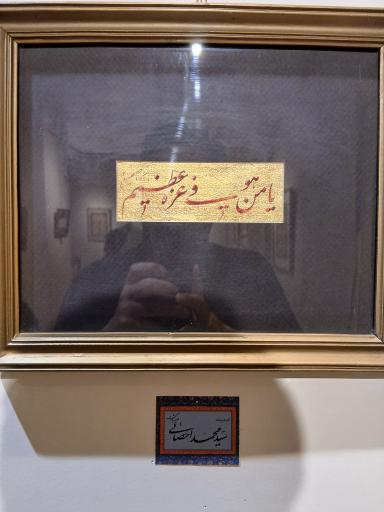 یا من هو فی عزه عظیم
سید محمد احصائی